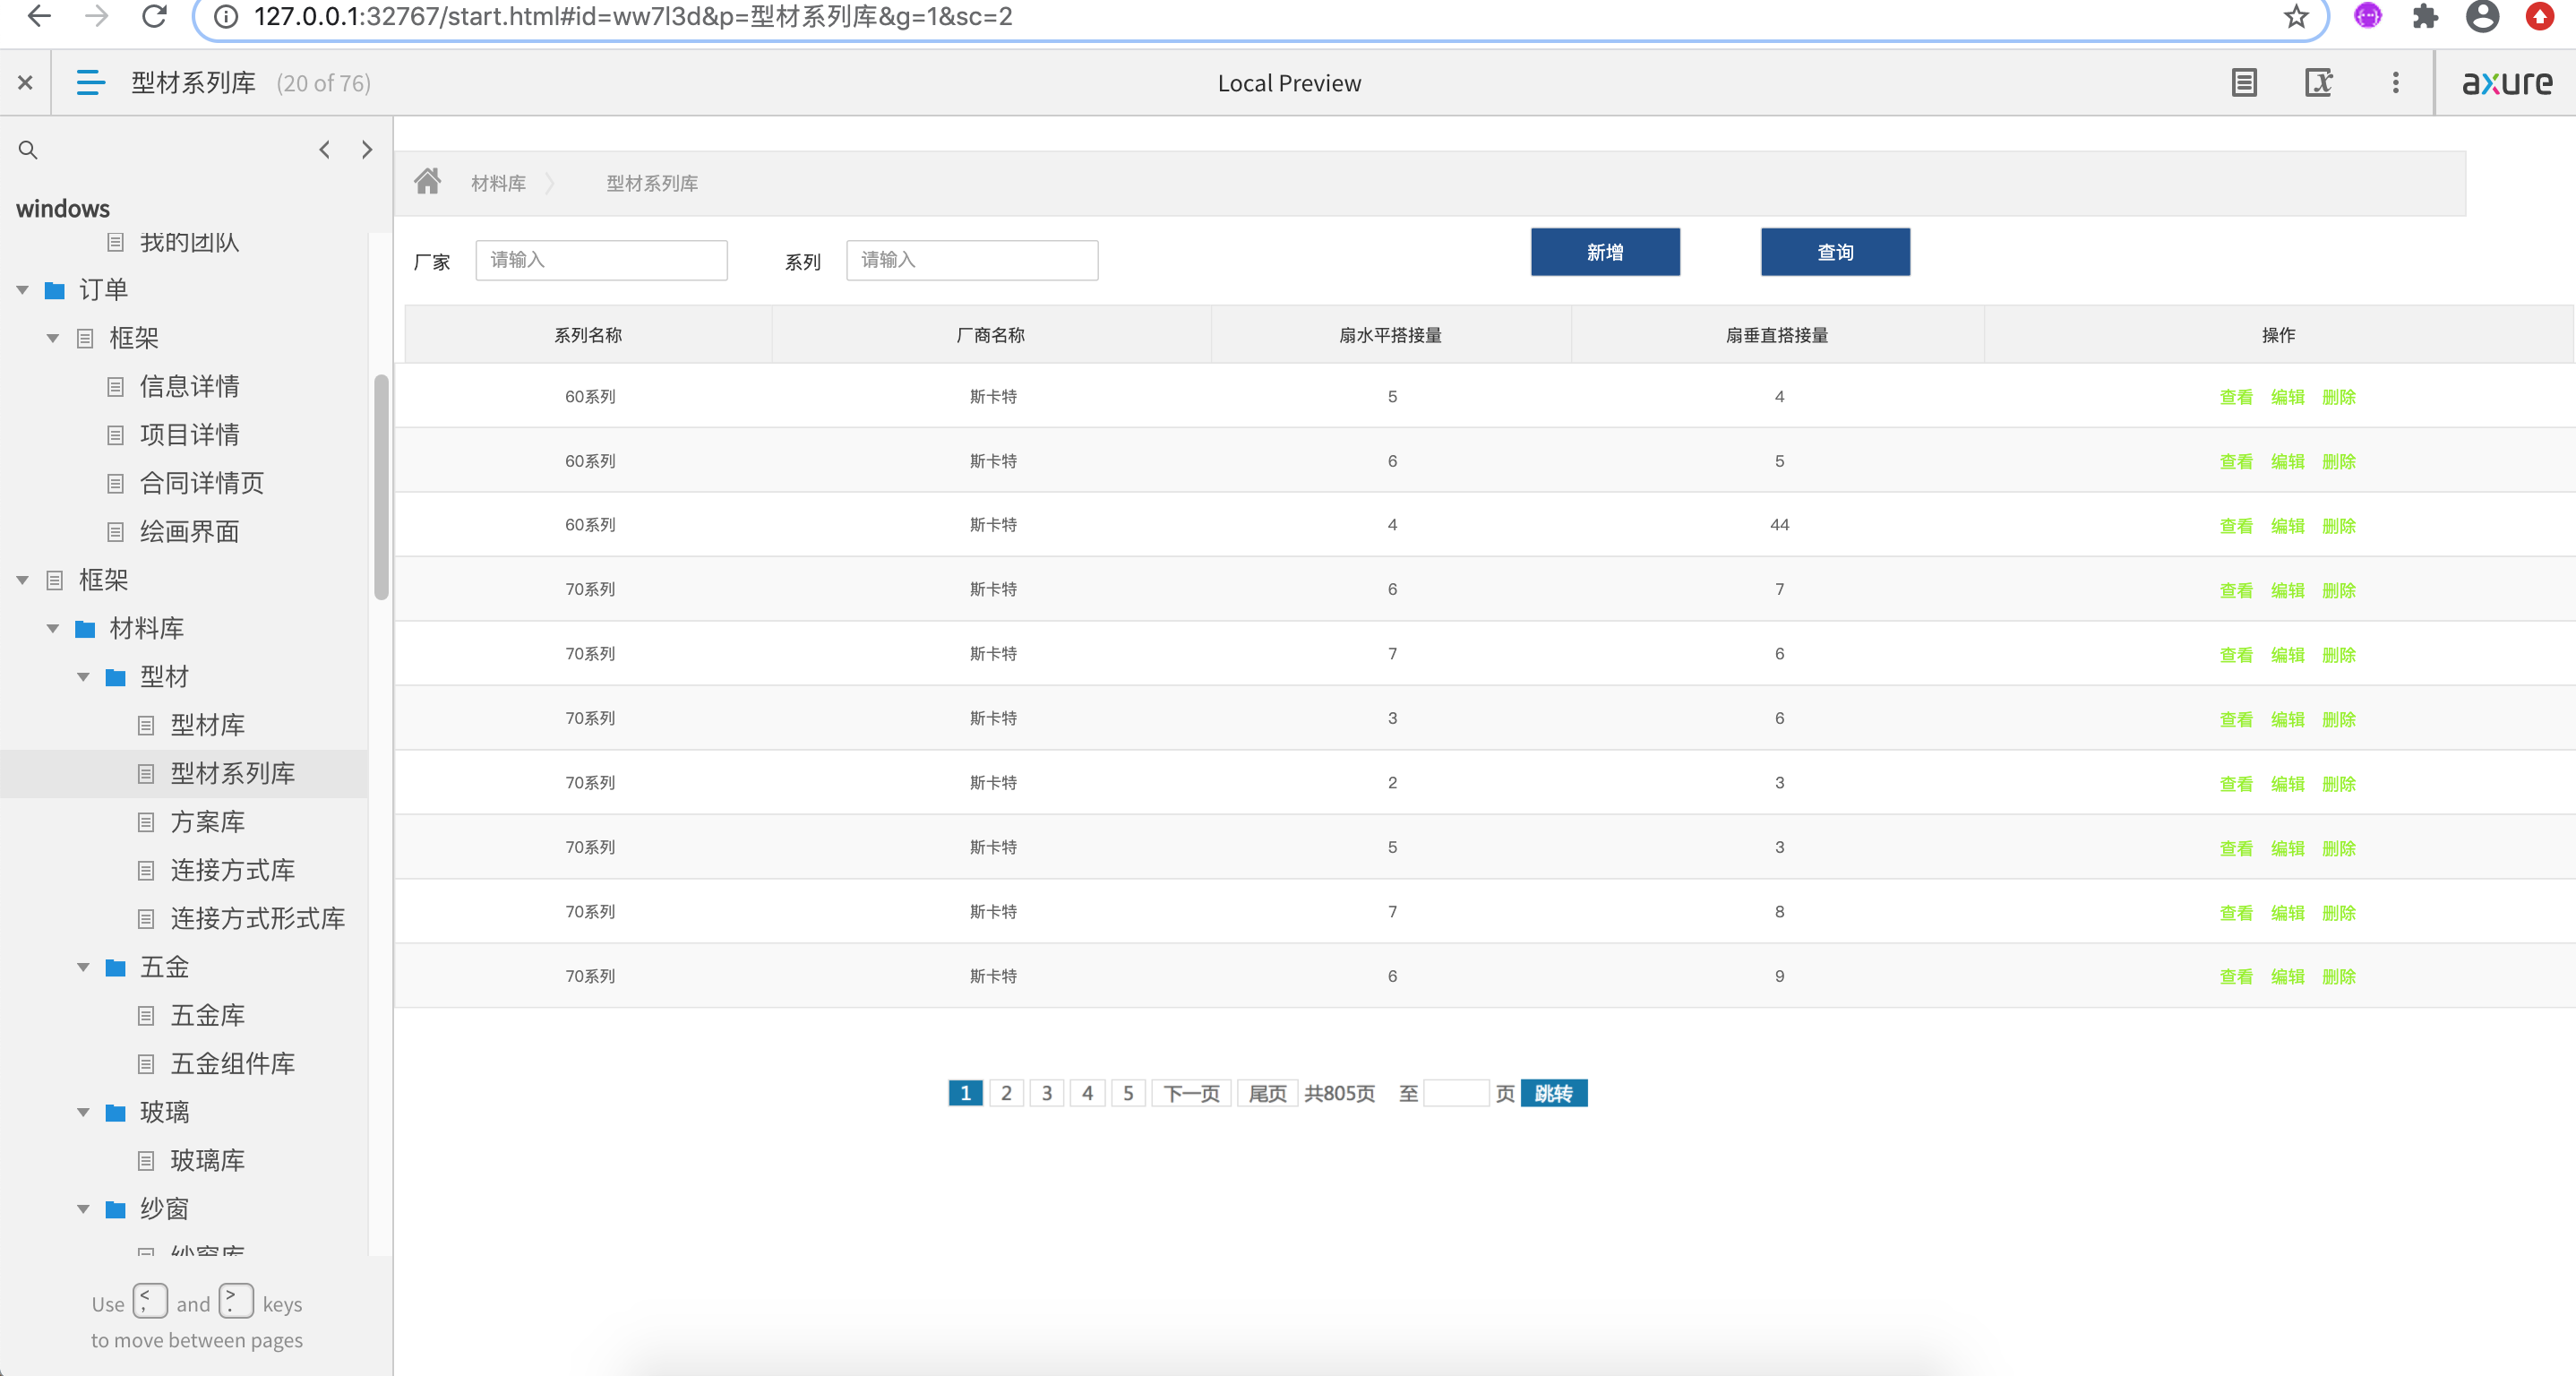 127.0.0.1:32767/start.html#id=ww7l3d&p=型材系列库&g=1&sc=2
型材系列库 (20 of 76)
Local Preview
axure
windows
我的团队
订单
框架
信息详情
项目详情
合同详情页
绘画界面
框架
材料库
型材
型材库
型材系列库
方案库
连接方式库
连接方式形式库
五金
五金库
五金组件库
玻璃
玻璃库
纱窗
纱窗库
Use < , and > . keys
to move between pages
材料库 型材系列库
厂家 请输入 系列 请输入 新增 查询
系列名称 厂商名称 扇水平搭接量 扇垂直搭接量 操作
60系列 斯卡特 5 4 查看 编辑 删除
60系列 斯卡特 6 5 查看 编辑 删除
60系列 斯卡特 4 44 查看 编辑 删除
70系列 斯卡特 6 7 查看 编辑 删除
70系列 斯卡特 7 6 查看 编辑 删除
70系列 斯卡特 3 6 查看 编辑 删除
70系列 斯卡特 2 3 查看 编辑 删除
70系列 斯卡特 5 3 查看 编辑 删除
70系列 斯卡特 7 8 查看 编辑 删除
70系列 斯卡特 6 9 查看 编辑 删除
1 2 3 4 5 下一页 尾页 共805页 至 页 跳转